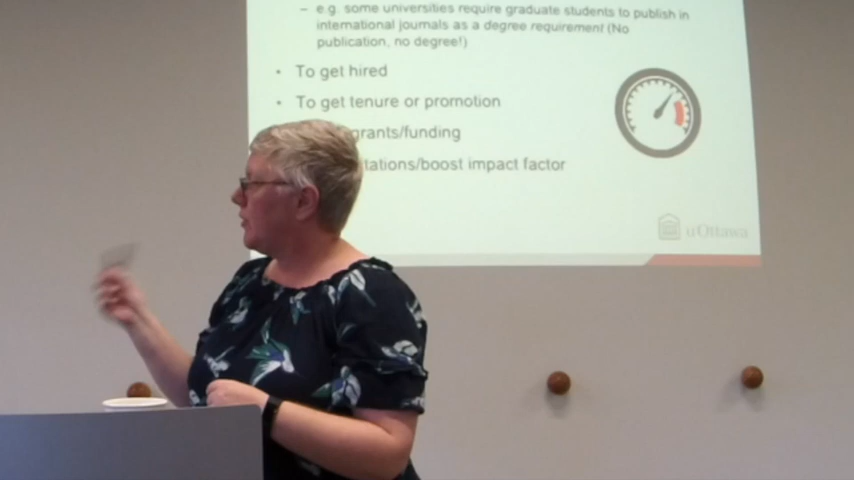 – e.g. some universities require graduate students to publish in
international journals as a degree requirement (No
publication, no degree!)
• To get hired
• To get tenure or promotion
grants/funding
tations/boost impact factor
uOttawa